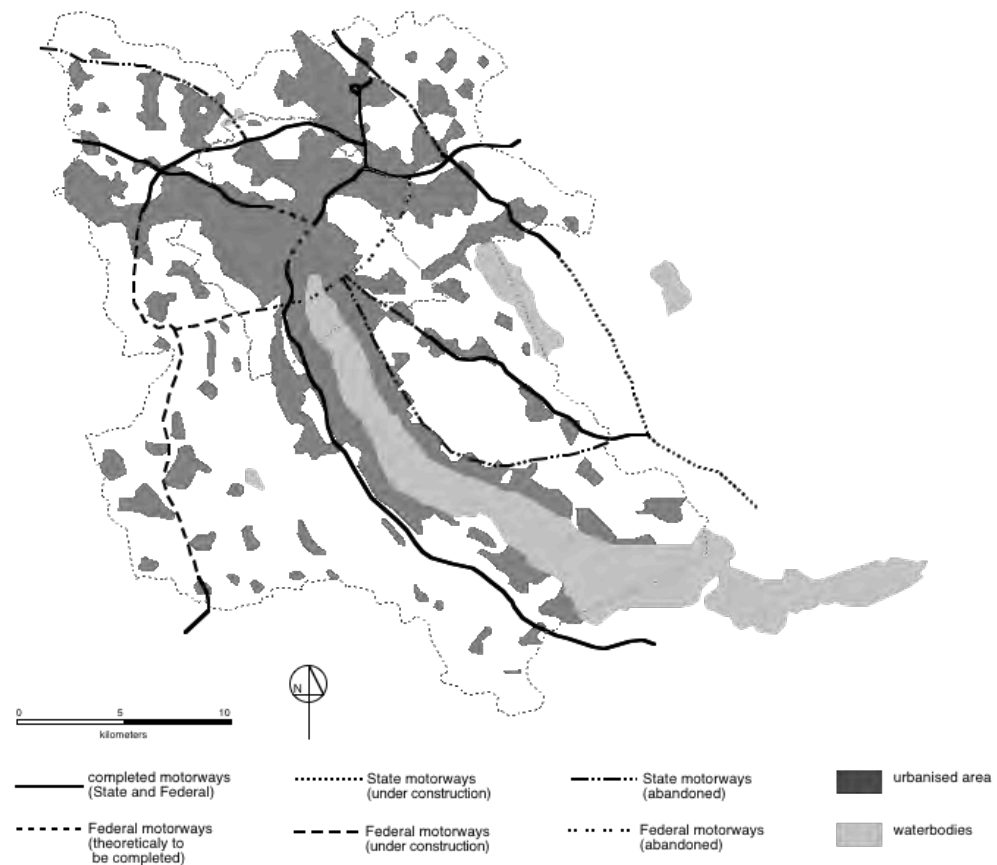 N
0 5 10
kilometers
completed motorways
(State and Federal)
State motorways
(under construction)
State motorways
(abandoned)
urbanised area
Federal motorways
(theoreticaly to
be completed)
Federal motorways
(under construction)
Federal motorways
(abandoned)
waterbodies